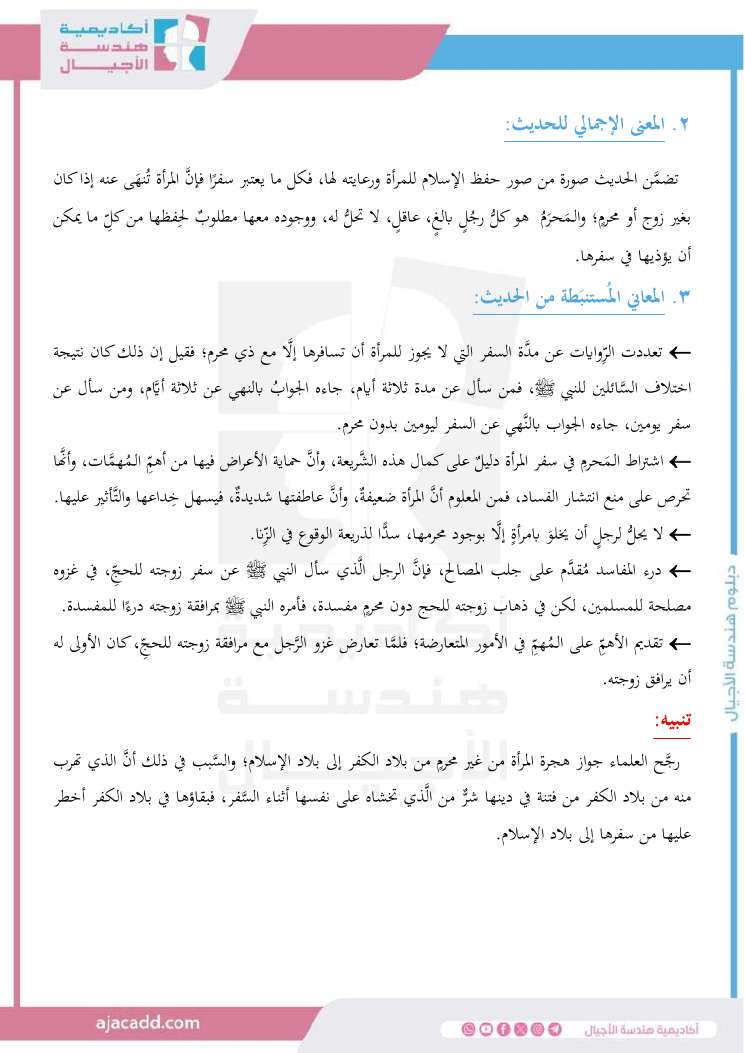 أكاديمية
هندسة
الأجيال
٢. المعنى الإجمالي للحديث:
تضمَّن الحديث صورة من صور حفظ الإسلام للمرأة ورعايته لها، فكل ما يعتبر سفرًا فإنَّ المرأة تُنهَى عنه إذا كان
بغير زوج أو محرمٍ؛ والـمَحرَمُ هو كلُّ رجُلٍ بالغٍ، عاقلٍ، لا تحلُّ له، ووجوده معها مطلوبٌ لحِفظها من كلِّ ما يمكن
أن يؤذيها في سفرها.
٣. المعاني المُستنبَطة من الحديث:
← تعددت الرِّوايات عن مدَّة السفر التي لا يجوز للمرأة أن تسافرها إلَّا مع ذي محرم؛ فقيل إن ذلك كان نتيجة
اختلاف السَّائلين للنبي ﷺ، فمن سأل عن مدة ثلاثة أيام، جاءه الجوابُ بالنهي عن ثلاثة أيَّام، ومن سأل عن
سفر يومين، جاءه الجواب بالنَّهي عن السفر ليومين بدون محرم.
← اشتراط الـمَحرمِ في سفر المرأة دليلٌ على كمال هذه الشَّريعة، وأنَّ حماية الأعراض فيها من أهمِّ الـمُهمَّات، وأنَّها
تحرص على منع انتشار الفساد، فمن المعلوم أنَّ المرأة ضعيفةٌ، وأنَّ عاطفتها شديدةٌ، فيسهل خِداعها والتَّأثير عليها.
← لا يحلُّ لرجلٍ أن يخلوَ بامرأةٍ إلَّا بوجود محرمها، سدًّا لذريعة الوقوع في الزِّنا.
← درء المفاسد مُقدَّم على جلب المصالح، فإنَّ الرجل الَّذي سأل النبي ﷺ عن سفر زوجته للحجِّ، في غزوه
مصلحة للمسلمين، لكن في ذهاب زوجته للحج دون محرمٍ مفسدة، فأمره النبي ﷺ بمرافقة زوجته درءًا للمفسدة.
← تقديم الأهمِّ على الـمُهمِّ في الأمور المتعارضة؛ فلمَّا تعارض غزو الرَّجل مع مرافقة زوجته للحجِّ، كان الأولى له
أن يرافق زوجته.
تنبيه:
رجَّح العلماء جواز هجرة المرأة من غير محرمٍ من بلاد الكفر إلى بلاد الإسلام؛ والسَّبب في ذلك أنَّ الذي تهرب
منه من بلاد الكفر من فتنة في دينها شرٌّ من الَّذي تخشاه على نفسها أثناء السَّفر، فبقاؤها في بلاد الكفر أخطر
عليها من سفرها إلى بلاد الإسلام.
أكاديمية
هندسة
الأجيال
دبلوم هندسة الأجيال
أكاديمية هندسة الأجيال
ajacadd.com